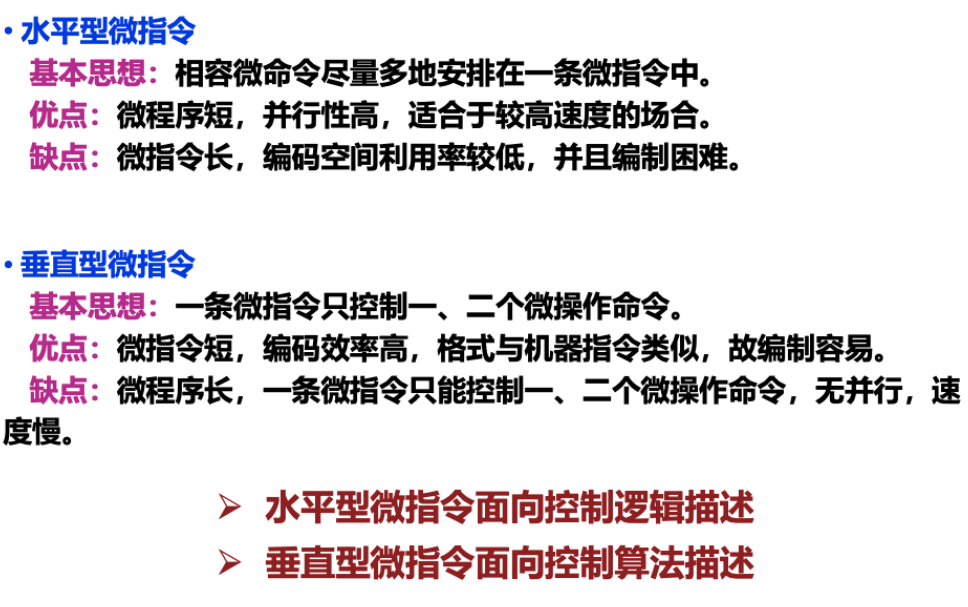 • 水平型微指令
基本思想：相容微命令尽量多地安排在一条微指令中。
优点：微程序短，并行性高，适合于较高速度的场合。
缺点：微指令长，编码空间利用率较低，并且编制困难。
• 垂直型微指令
基本思想：一条微指令只控制一、二个微操作命令。
优点：微指令短，编码效率高，格式与机器指令类似，故编制容易。
缺点：微程序长，一条微指令只能控制一、二个微操作命令，无并行，速
度慢。
➢ 水平型微指令面向控制逻辑描述
➢ 垂直型微指令面向控制算法描述